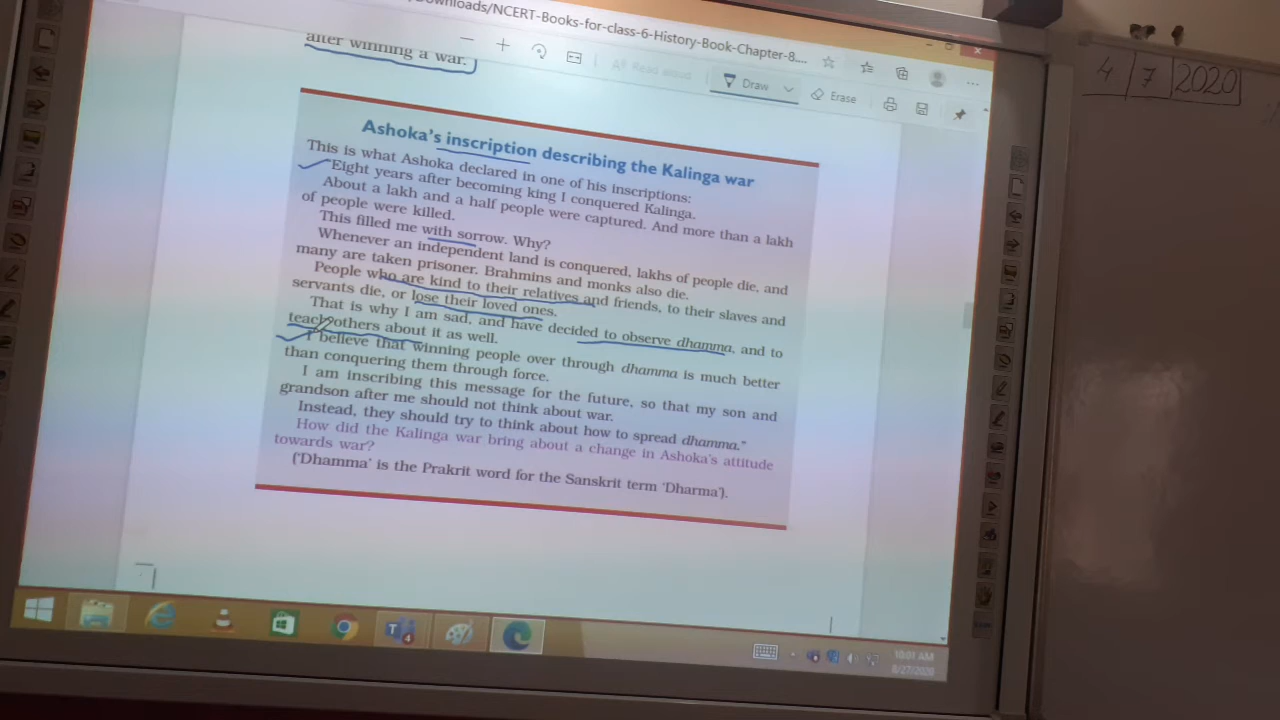 Downloads/NCERT-Books-for-class-6-History-Book-Chapter-8....
Read aloud
Draw
Erase
4 7 2020
after winning a war.
Ashoka's inscription describing the Kalinga war
This is what Ashoka declared in one of his inscriptions:
"Eight years after becoming king I conquered Kalinga.
About a lakh and a half people were captured. And more than a lakh
of people were killed.
This filled me with sorrow. Why?
Whenever an independent land is conquered, lakhs of people die, and
many are taken prisoner. Brahmins and monks also die.
People who are kind to their relatives and friends, to their slaves and
servants die, or lose their loved ones.
That is why I am sad, and have decided to observe dhamma, and to
teach others about it as well.
I believe that winning people over through dhamma is much better
than conquering them through force.
I am inscribing this message for the future, so that my son and
grandson after me should not think about war.
Instead, they should try to think about how to spread dhamma."
How did the Kalinga war bring about a change in Ashoka's attitude
towards war?
('Dhamma' is the Prakrit word for the Sanskrit term 'Dharma').
10:01 AM
8/27/2020